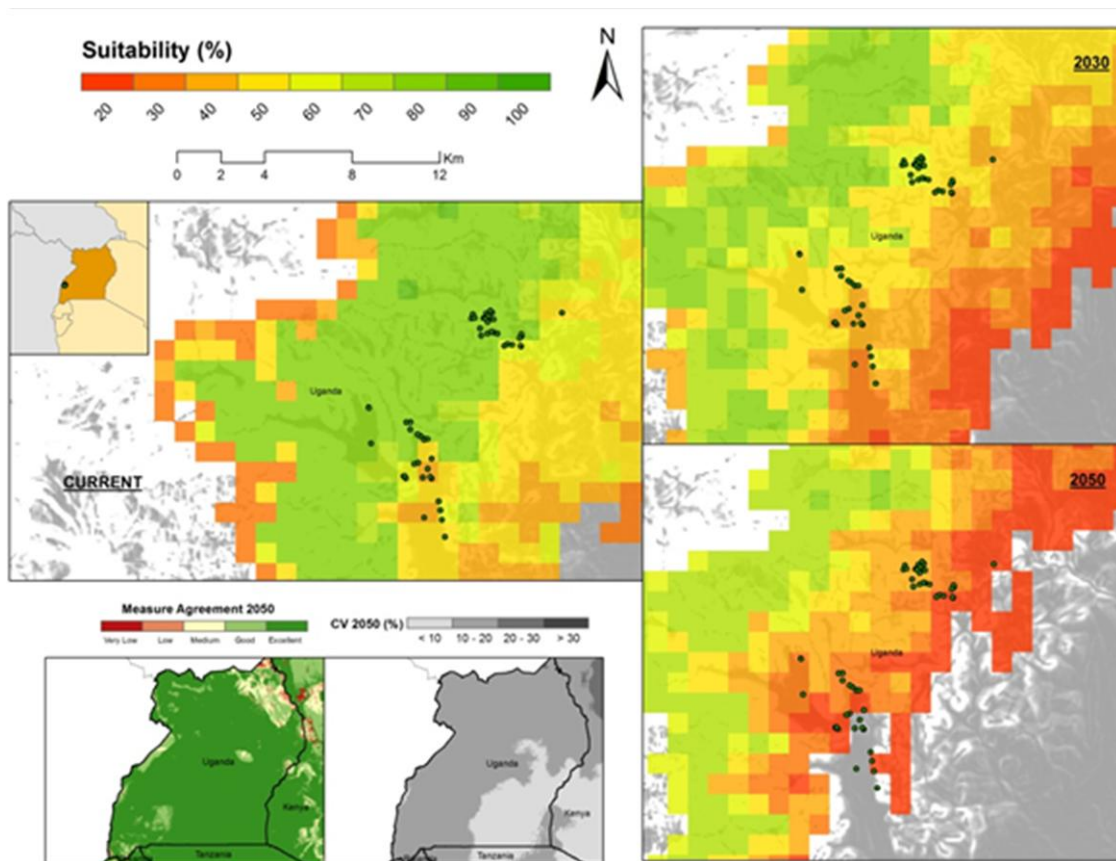 Suitability (%)
20 30 40 50 60 70 80 90 100
N
Km
0 2 4 8 12
2030
Uganda
Uganda
CURRENT
2050
Uganda
Measure Agreement 2050
Very Low Low Medium Good Excellent
CV 2050 (%)
< 10 10 - 20 20 - 30 > 30
Uganda
Kenya
Tanzania
Uganda
Kenya
Tanzania